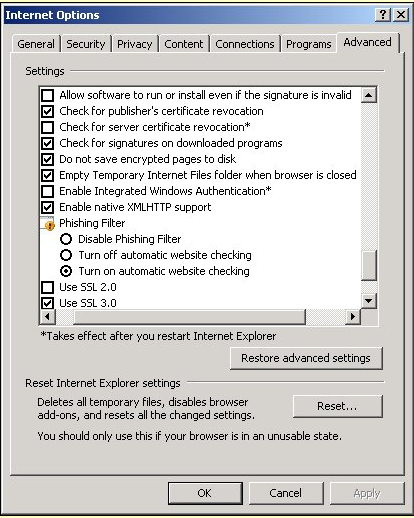 Internet Options
General Security Privacy Content Connections Programs Advanced
Settings
Allow software to run or install even if the signature is invalid
Check for publisher's certificate revocation
Check for server certificate revocation*
Check for signatures on downloaded programs
Do not save encrypted pages to disk
Empty Temporary Internet Files folder when browser is closed
Enable Integrated Windows Authentication*
Enable native XMLHTTP support
Phishing Filter
Disable Phishing Filter
Turn off automatic website checking
Turn on automatic website checking
Use SSL 2.0
Use SSL 3.0
*Takes effect after you restart Internet Explorer
Restore advanced settings
Reset Internet Explorer settings
Deletes all temporary files, disables browser
add-ons, and resets all the changed settings.
Reset...
You should only use this if your browser is in an unusable state.
OK Cancel Apply